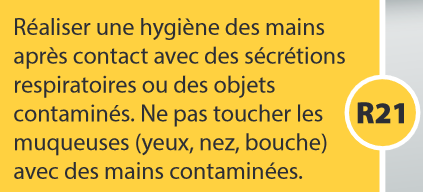 Réaliser une hygiène des mains
après contact avec des sécrétions
respiratoires ou des objets
contaminés. Ne pas toucher les
muqueuses (yeux, nez, bouche)
avec des mains contaminées.
R21